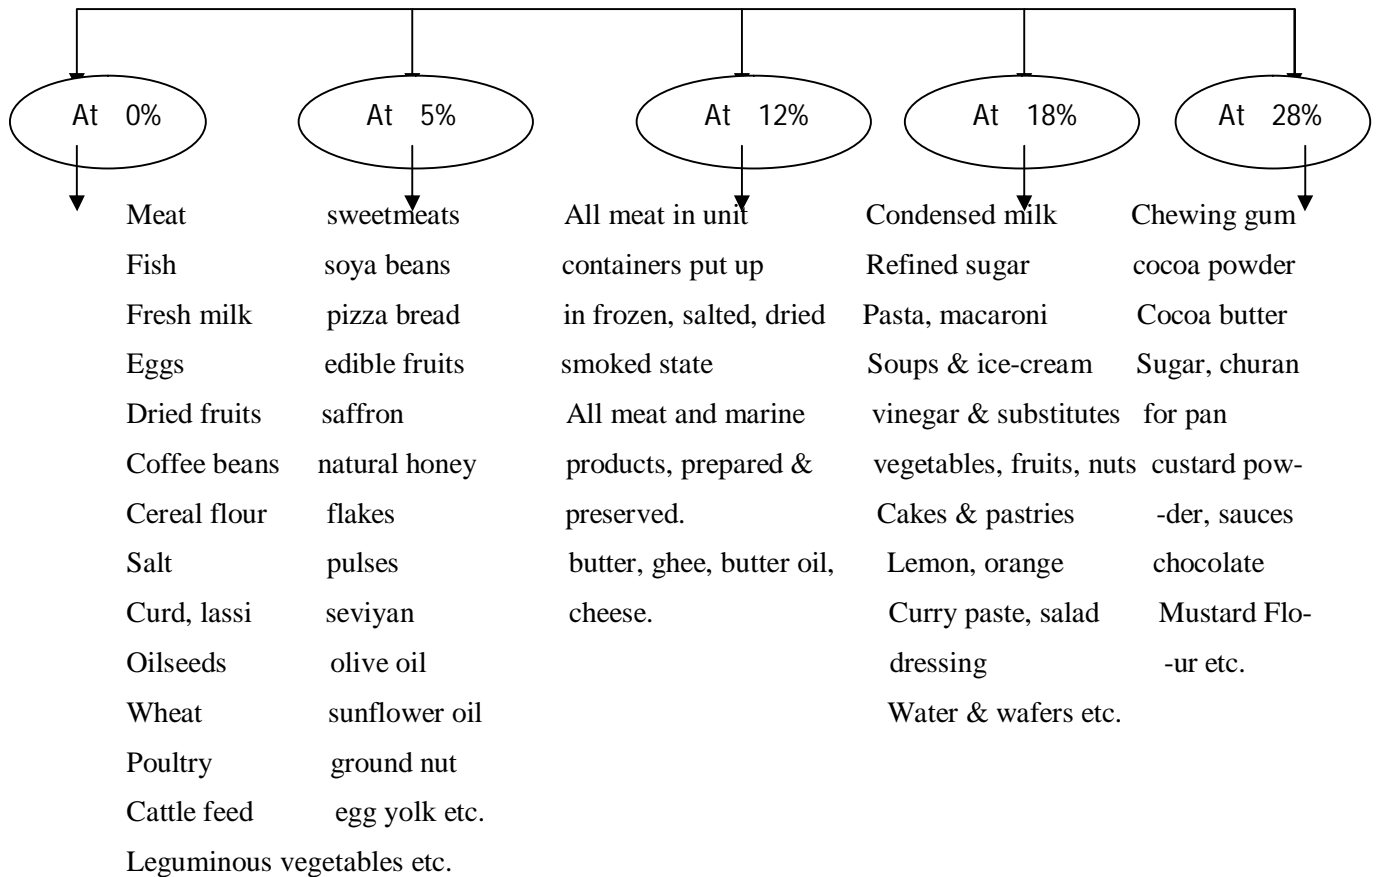 At 0% At 5% At 12% At 18% At 28%
Meat sweetmeats All meat in unit Condensed milk Chewing gum
Fish soya beans containers put up Refined sugar cocoa powder
Fresh milk pizza bread in frozen, salted, dried Pasta, macaroni Cocoa butter
Eggs edible fruits smoked state Soups & ice-cream Sugar, churan
Dried fruits saffron All meat and marine vinegar & substitutes for pan
Coffee beans natural honey products, prepared & vegetables, fruits, nuts custard pow-
Cereal flour flakes preserved. Cakes & pastries -der, sauces
Salt pulses butter, ghee, butter oil, Lemon, orange chocolate
Curd, lassi seviyan cheese. Curry paste, salad Mustard Flo-
Oilseeds olive oil dressing -ur etc.
Wheat sunflower oil Water & wafers etc.
Poultry ground nut
Cattle feed egg yolk etc.
Leguminous vegetables etc.